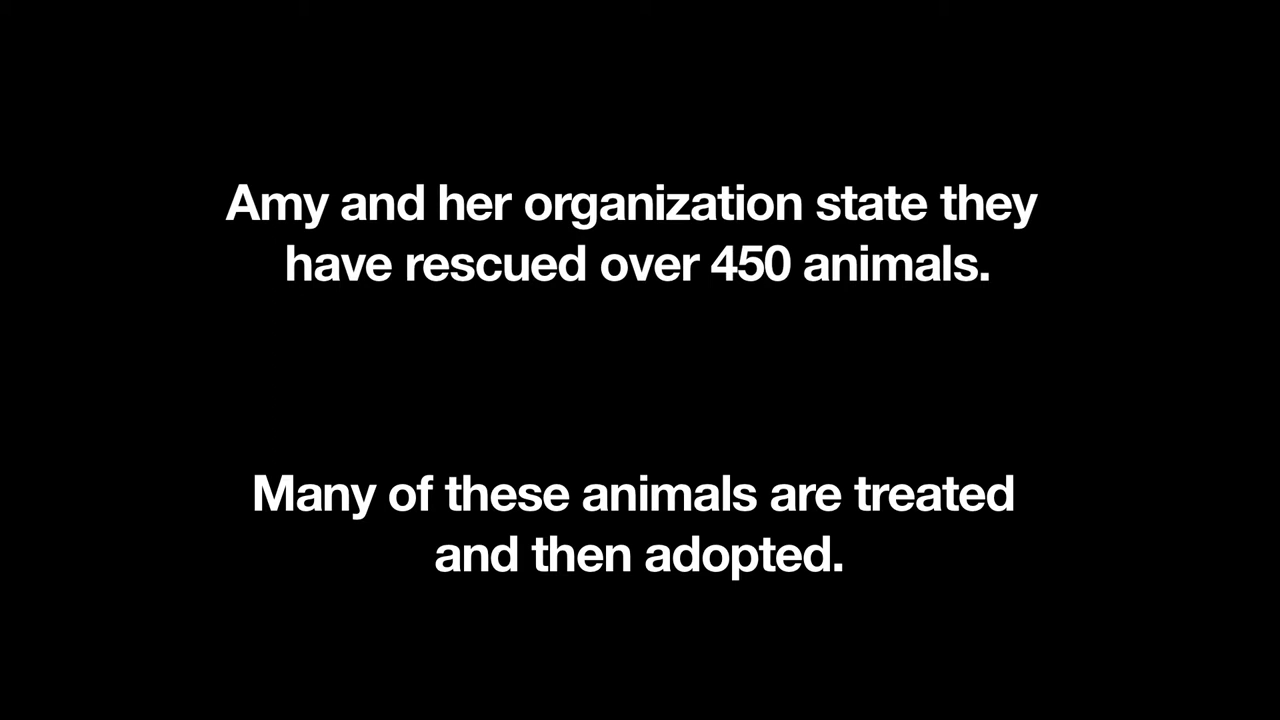 Amy and her organization state they
have rescued over 450 animals.
Many of these animals are treated
and then adopted.